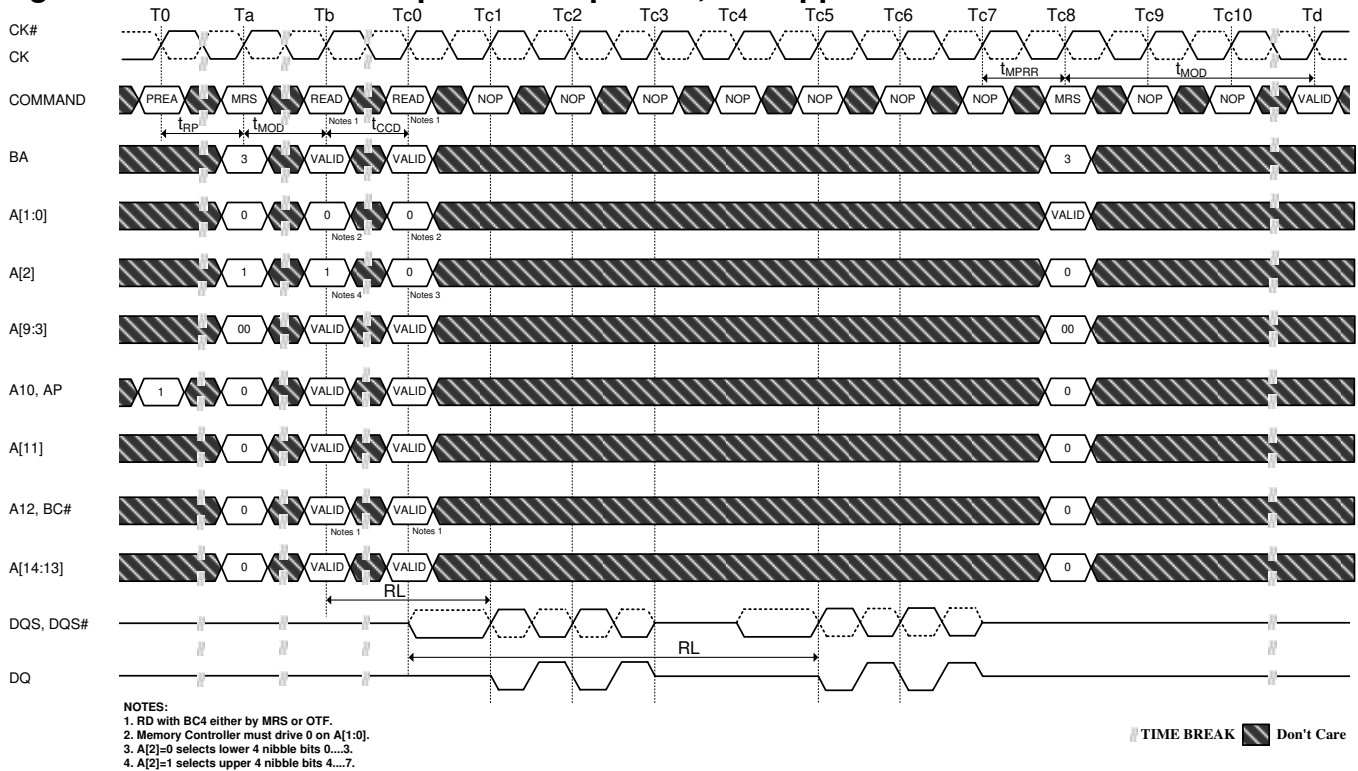 T0 Ta Tb Tc0 Tc1 Tc2 Tc3 Tc4 Tc5 Tc6 Tc7 Tc8 Tc9 Tc10 Td
CK#
CK
tMPRR tMOD
COMMAND PREA MRS READ READ NOP NOP NOP NOP NOP NOP NOP MRS NOP NOP VALID
Notes 1 Notes 1
tRP tMOD tCCD
BA 3 VALID VALID 3
A[1:0] 0 0 0 VALID
Notes 2 Notes 2
A[2] 1 1 0 0
Notes 4 Notes 3
A[9:3] 00 VALID VALID 00
A10, AP 1 0 VALID VALID 0
A[11] 0 VALID VALID 0
A12, BC# 0 VALID VALID 0
Notes 1 Notes 1
A[14:13] 0 VALID VALID 0
RL
DQS, DQS#
RL
DQ
NOTES:
1. RD with BC4 either by MRS or OTF.
2. Memory Controller must drive 0 on A[1:0].
3. A[2]=0 selects lower 4 nibble bits 0....3.
4. A[2]=1 selects upper 4 nibble bits 4....7.
TIME BREAK Don't Care